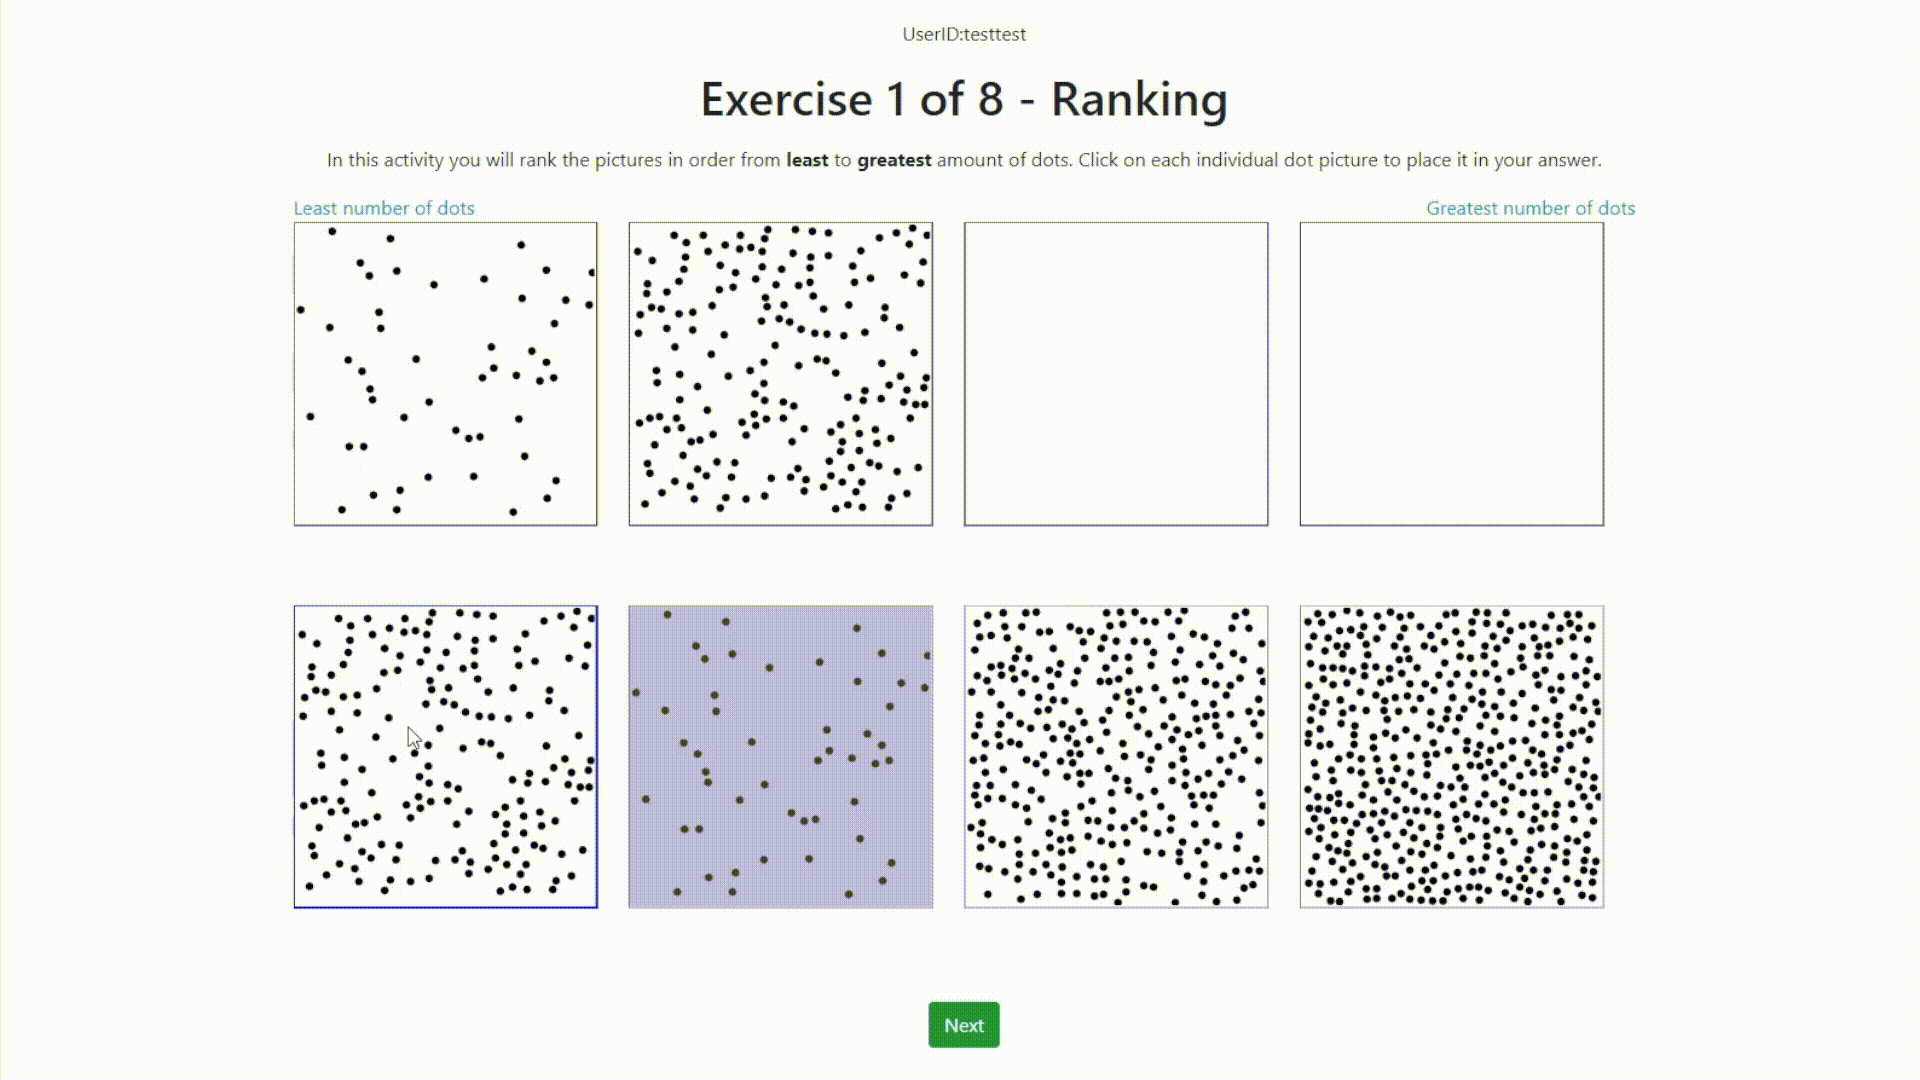 UserID:testtest
Exercise 1 of 8 - Ranking
In this activity you will rank the pictures in order from least to greatest amount of dots. Click on each individual dot picture to place it in your answer.
Least number of dots
Greatest number of dots
Next